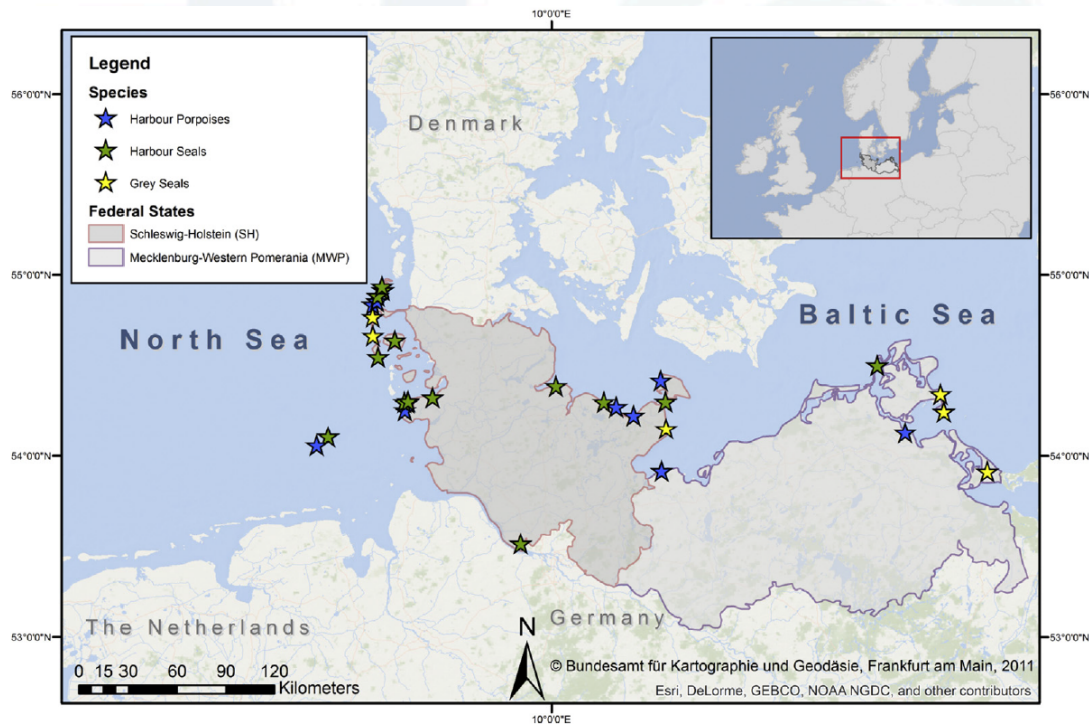 10°0'0"E
Legend
Species
Harbour Porpoises
Harbour Seals
Grey Seals
Federal States
Schleswig-Holstein (SH)
Mecklenburg-Western Pomerania (MWP)
56°0'0"N
56°0'0"N
Denmark
55°0'0"N
55°0'0"N
North Sea
Baltic Sea
54°0'0"N
54°0'0"N
53°0'0"N
53°0'0"N
The Netherlands
Germany
N
0 15 30 60 90 120
Kilometers
© Bundesamt für Kartographie und Geodäsie, Frankfurt am Main, 2011
Esri, DeLorme, GEBCO, NOAA NGDC, and other contributors
10°0'0"E